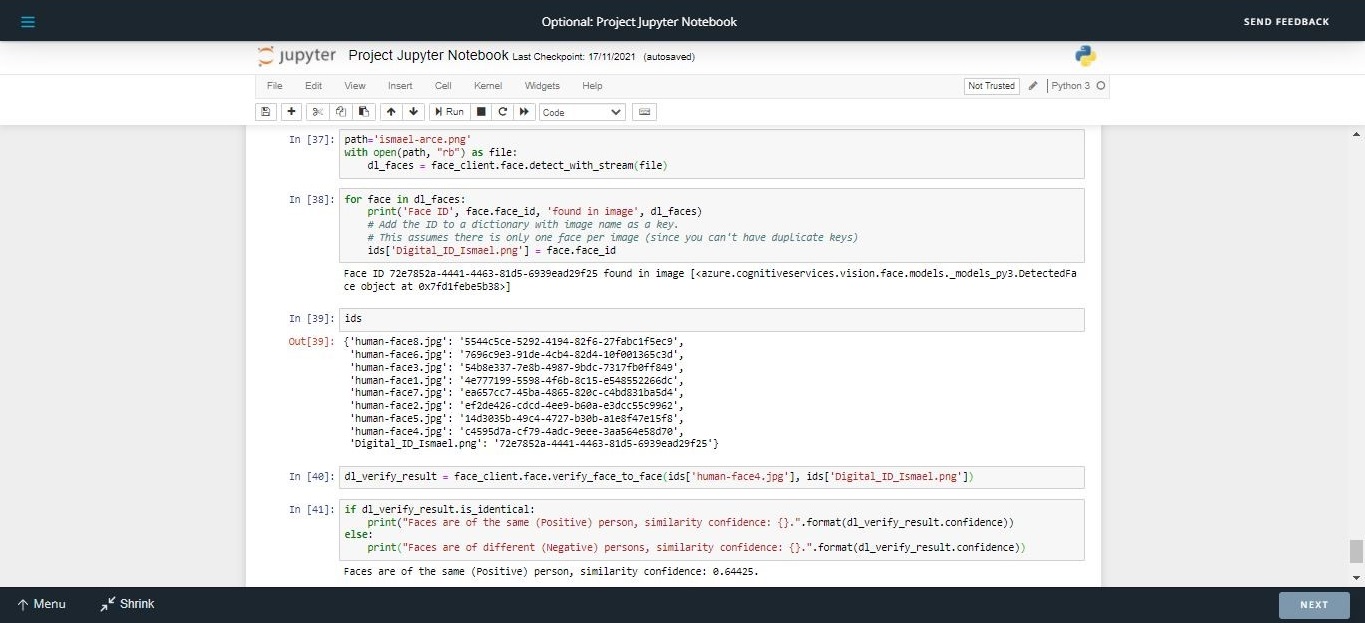 Optional: Project Jupyter Notebook
SEND FEEDBACK
jupyter Project Jupyter Notebook Last Checkpoint: 17/11/2021 (autosaved)
File Edit View Insert Cell Kernel Widgets Help
Not Trusted Python 3
Run Code
In [37]: path='ismael-arce.png'
with open(path, "rb") as file:
    dl_faces = face_client.face.detect_with_stream(file)
In [38]: for face in dl_faces:
    print('Face ID', face.face_id, 'found in image', dl_faces)
    # Add the ID to a dictionary with image name as a key.
    # This assumes there is only one face per image (since you can't have duplicate keys)
    ids['Digital_ID_Ismael.png'] = face.face_id
Face ID 72e7852a-4441-4463-81d5-6939ead29f25 found in image [<azure.cognitiveservices.vision.face.models._models_py3.DetectedFa
ce object at 0x7fd1febe5b38>]
In [39]: ids
Out[39]: {'human-face8.jpg': '5544c5ce-5292-4194-82f6-27fabc1f5ec9',
 'human-face6.jpg': '7696c9e3-91de-4cb4-82d4-10f001365c3d',
 'human-face3.jpg': '54b8e337-7e8b-4987-9bdc-7317fb0ff849',
 'human-face1.jpg': '4e777199-5598-4f6b-8c15-e548552266dc',
 'human-face7.jpg': 'ea657cc7-45ba-4865-820c-c4bd831ba5d4',
 'human-face2.jpg': 'ef2de426-cdcd-4ee9-b60a-e3dcc55c9962',
 'human-face5.jpg': '14d3035b-49c4-4727-b30b-a1e8f47e15f8',
 'human-face4.jpg': 'c4595d7a-cf79-4adc-9eee-3aa564e58d70',
 'Digital_ID_Ismael.png': '72e7852a-4441-4463-81d5-6939ead29f25'}
In [40]: dl_verify_result = face_client.face.verify_face_to_face(ids['human-face4.jpg'], ids['Digital_ID_Ismael.png'])
In [41]: if dl_verify_result.is_identical:
    print("Faces are of the same (Positive) person, similarity confidence: {}.".format(dl_verify_result.confidence))
else:
    print("Faces are of different (Negative) persons, similarity confidence: {}.".format(dl_verify_result.confidence))
Faces are of the same (Positive) person, similarity confidence: 0.64425.
Menu Shrink NEXT